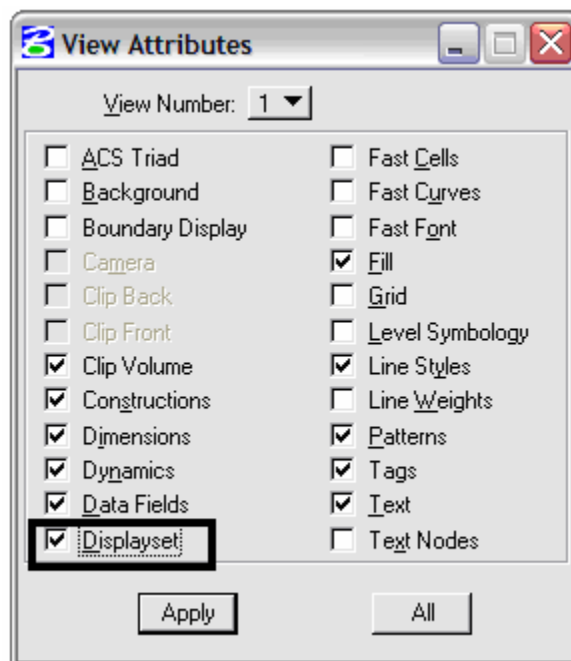 View Attributes
View Number: 1
ACS Triad
Background
Boundary Display
Camera
Clip Back
Clip Front
Clip Volume
Constructions
Dimensions
Dynamics
Data Fields
Displayset
Fast Cells
Fast Curves
Fast Font
Fill
Grid
Level Symbology
Line Styles
Line Weights
Patterns
Tags
Text
Text Nodes
Apply
All